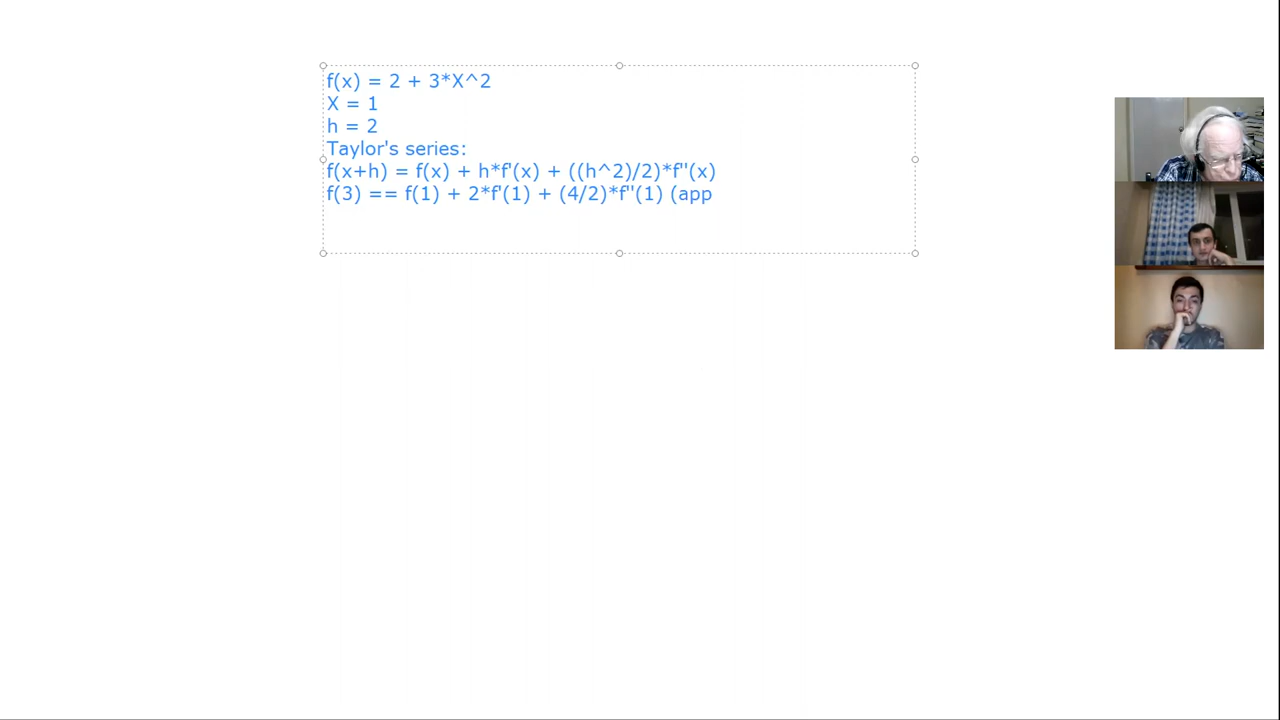 f(x) = 2 + 3*X^2
X = 1
h = 2
Taylor's series:
f(x+h) = f(x) + h*f'(x) + ((h^2)/2)*f''(x)
f(3) == f(1) + 2*f'(1) + (4/2)*f''(1) (app